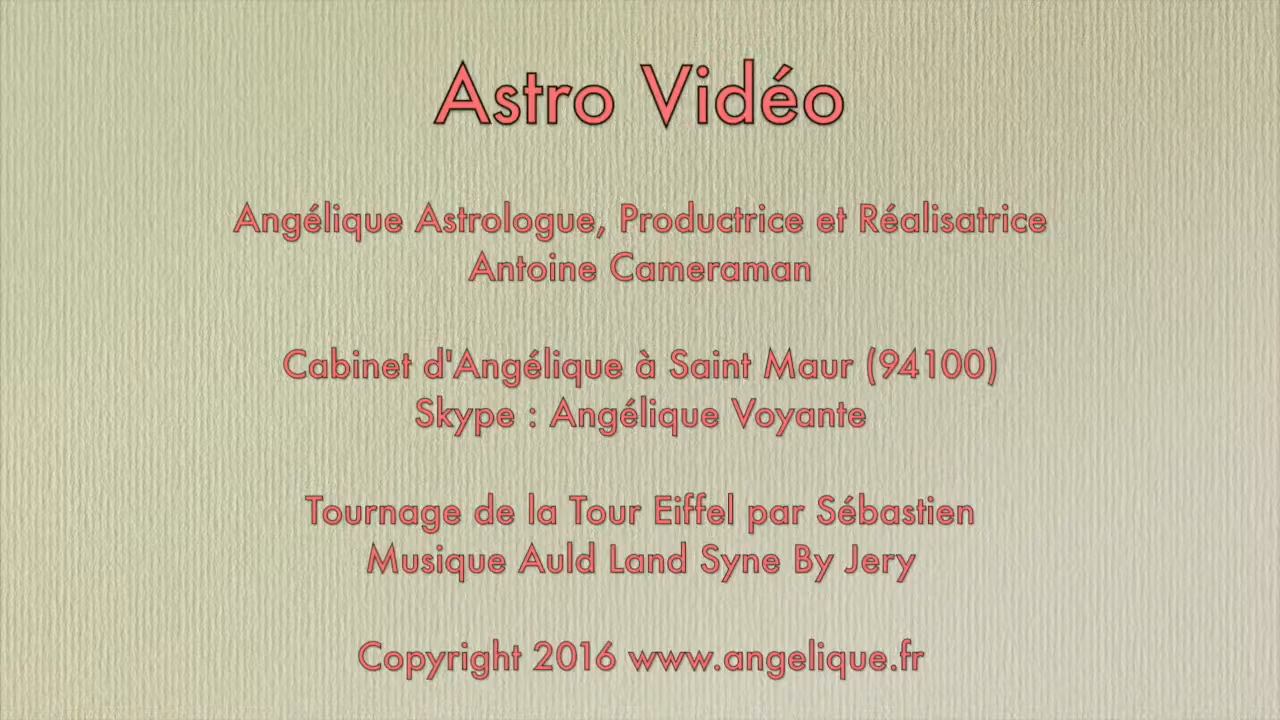 Astro Vidéo
Angélique Astrologue, Productrice et Réalisatrice
Antoine Cameraman
Cabinet d'Angélique à Saint Maur (94100)
Skype : Angélique Voyante
Tournage de la Tour Eiffel par Sébastien
Musique Auld Land Syne By Jery
Copyright 2016 www.angelique.fr